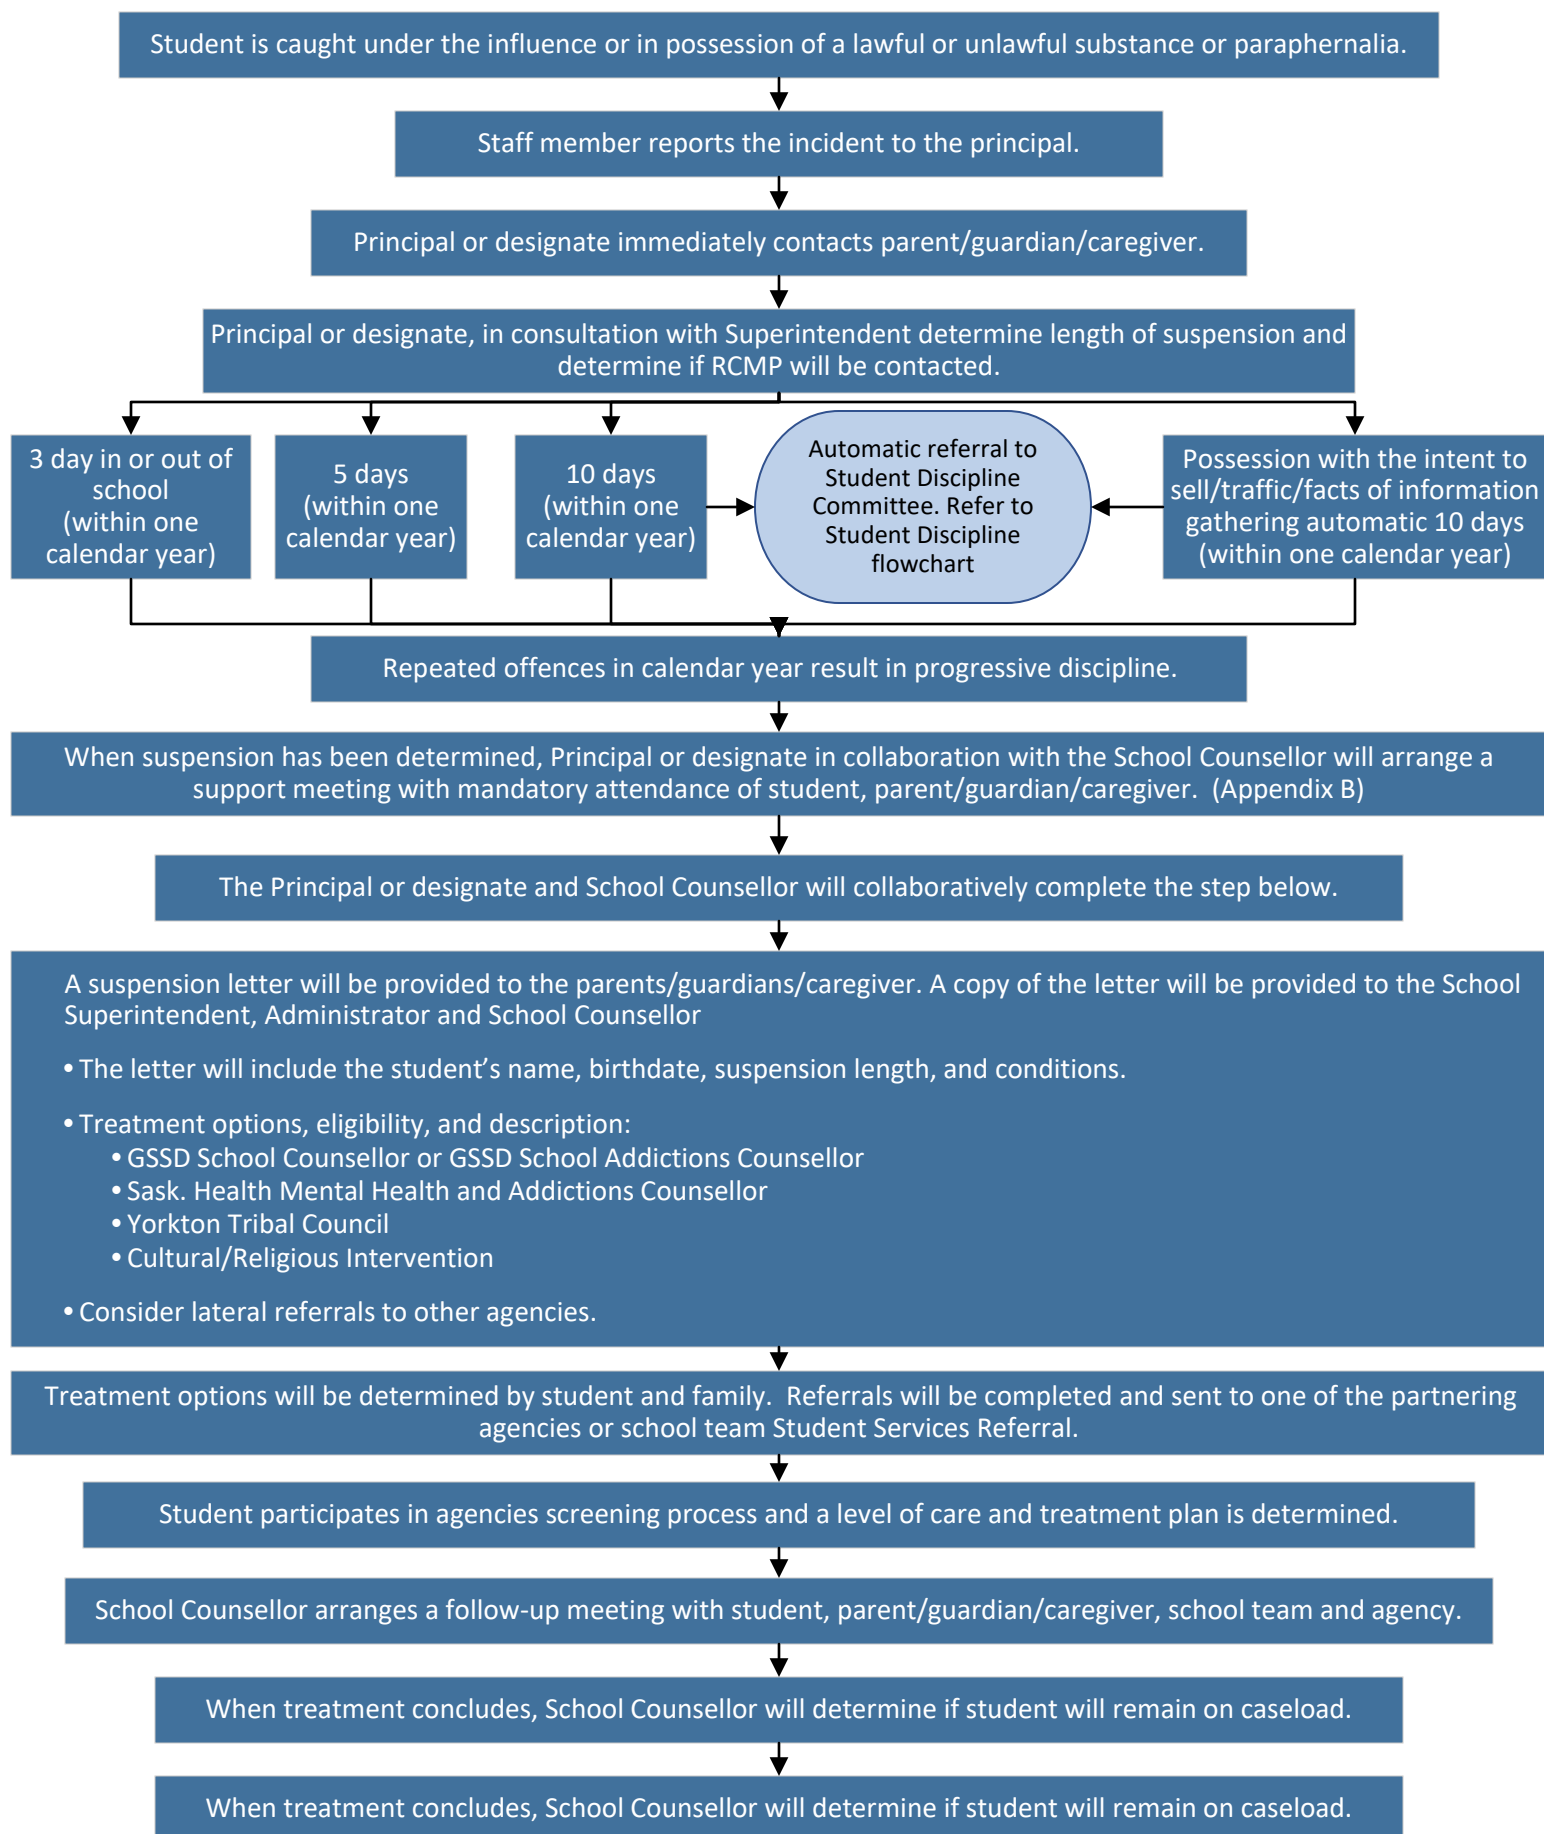 Student is caught under the influence or in possession of a lawful or unlawful substance or paraphernalia.
Staff member reports the incident to the principal.
Principal or designate immediately contacts parent/guardian/caregiver.
Principal or designate, in consultation with Superintendent determine length of suspension and
determine if RCMP will be contacted.
3 day in or out of
school
(within one
calendar year)
5 days
(within one
calendar year)
10 days
(within one
calendar year)
Automatic referral to
Student Discipline
Committee. Refer to
Student Discipline
flowchart
Possession with the intent to
sell/traffic/facts of information
gathering automatic 10 days
(within one calendar year)
Repeated offences in calendar year result in progressive discipline.
When suspension has been determined, Principal or designate in collaboration with the School Counsellor will arrange a
support meeting with mandatory attendance of student, parent/guardian/caregiver.  (Appendix B)
The Principal or designate and School Counsellor will collaboratively complete the step below.
A suspension letter will be provided to the parents/guardians/caregiver. A copy of the letter will be provided to the School
Superintendent, Administrator and School Counsellor
• The letter will include the student’s name, birthdate, suspension length, and conditions.
• Treatment options, eligibility, and description:
• GSSD School Counsellor or GSSD School Addictions Counsellor
• Sask. Health Mental Health and Addictions Counsellor
• Yorkton Tribal Council
• Cultural/Religious Intervention
• Consider lateral referrals to other agencies.
Treatment options will be determined by student and family.  Referrals will be completed and sent to one of the partnering
agencies or school team Student Services Referral.
Student participates in agencies screening process and a level of care and treatment plan is determined.
School Counsellor arranges a follow-up meeting with student, parent/guardian/caregiver, school team and agency.
When treatment concludes, School Counsellor will determine if student will remain on caseload.
When treatment concludes, School Counsellor will determine if student will remain on caseload.